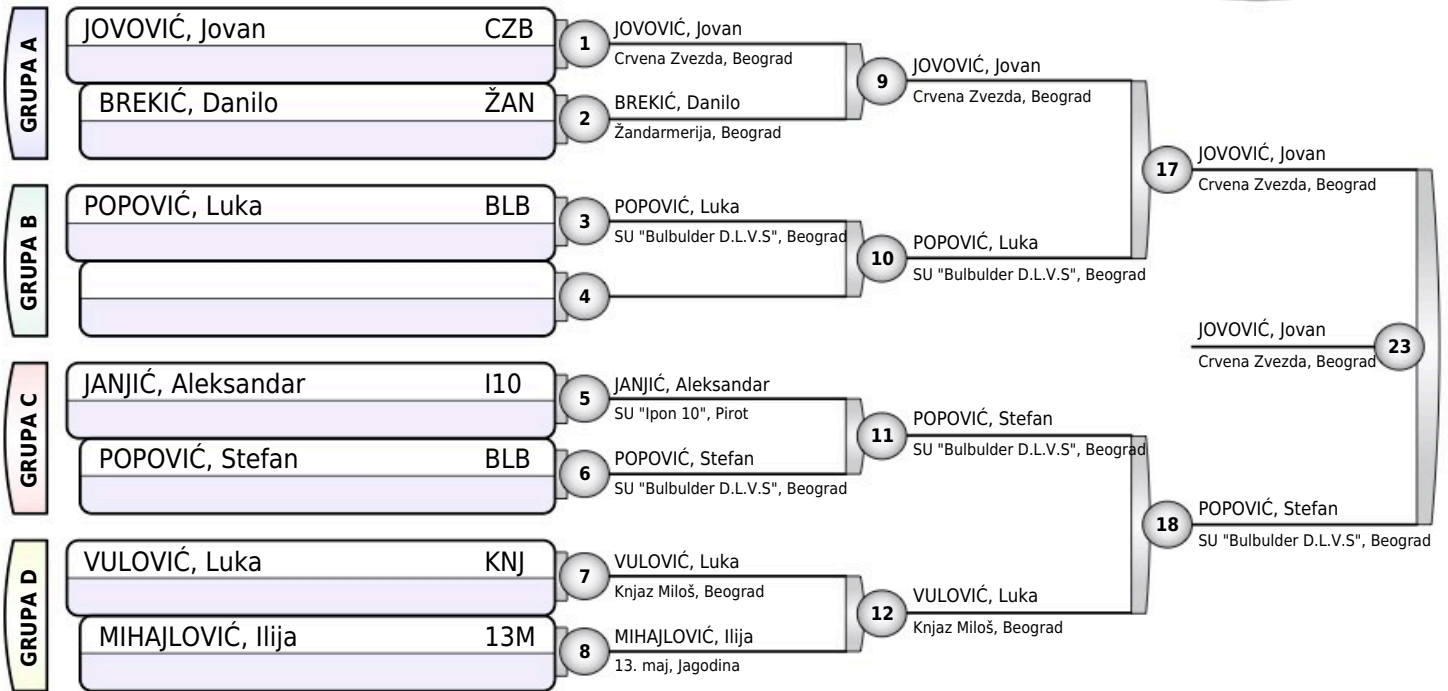 GRUPA A
JOVOVIĆ, Jovan CZB
BREKIĆ, Danilo ŽAN
1
JOVOVIĆ, Jovan
Crvena Zvezda, Beograd
2
BREKIĆ, Danilo
Žandarmerija, Beograd
9
JOVOVIĆ, Jovan
Crvena Zvezda, Beograd
GRUPA B
POPOVIĆ, Luka BLB
3
POPOVIĆ, Luka
SU "Bulbulder D.L.V.S", Beograd
4
10
POPOVIĆ, Luka
SU "Bulbulder D.L.V.S", Beograd
17
JOVOVIĆ, Jovan
Crvena Zvezda, Beograd
GRUPA C
JANJIĆ, Aleksandar I10
POPOVIĆ, Stefan BLB
5
JANJIĆ, Aleksandar
SU "Ipon 10", Pirot
6
POPOVIĆ, Stefan
SU "Bulbulder D.L.V.S", Beograd
11
POPOVIĆ, Stefan
SU "Bulbulder D.L.V.S", Beograd
GRUPA D
VULOVIĆ, Luka KNJ
MIHAJLOVIĆ, Ilija 13M
7
VULOVIĆ, Luka
Knjaz Miloš, Beograd
8
MIHAJLOVIĆ, Ilija
13. maj, Jagodina
12
VULOVIĆ, Luka
Knjaz Miloš, Beograd
18
POPOVIĆ, Stefan
SU "Bulbulder D.L.V.S", Beograd
JOVOVIĆ, Jovan
Crvena Zvezda, Beograd
23